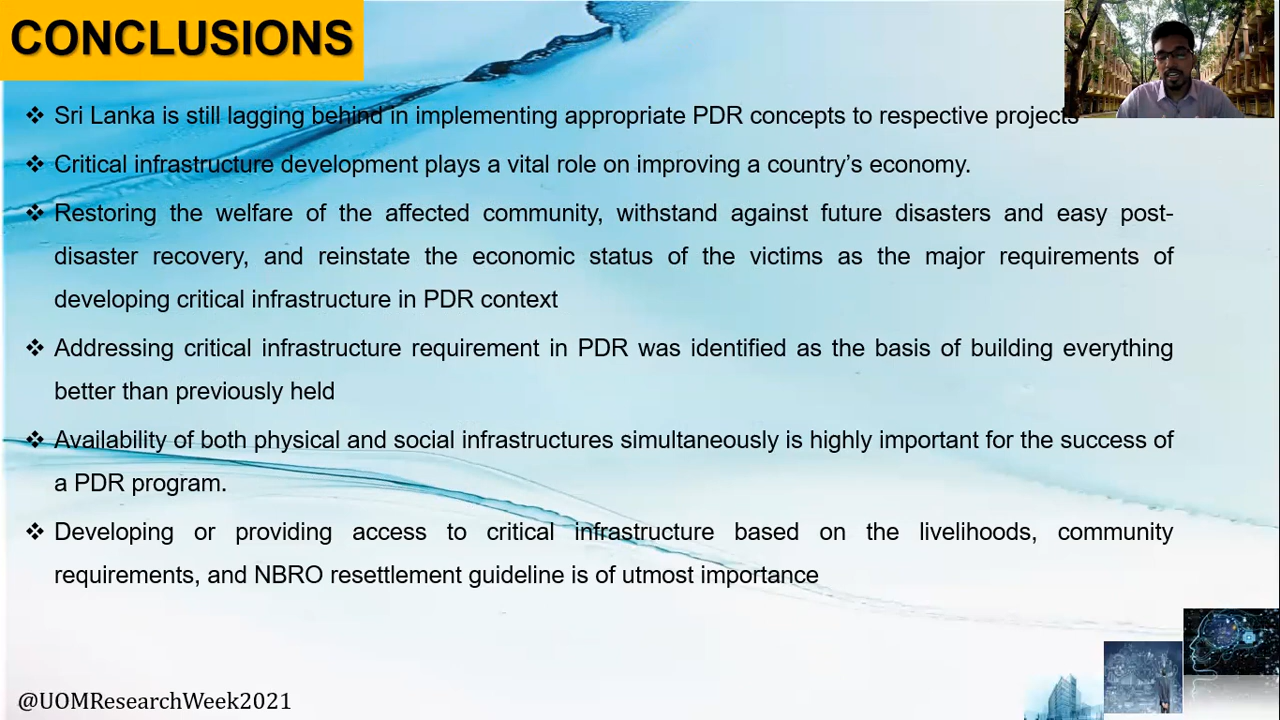 CONCLUSIONS
❖ Sri Lanka is still lagging behind in implementing appropriate PDR concepts to respective projects
❖ Critical infrastructure development plays a vital role on improving a country’s economy.
❖ Restoring the welfare of the affected community, withstand against future disasters and easy post-
disaster recovery, and reinstate the economic status of the victims as the major requirements of
developing critical infrastructure in PDR context
❖ Addressing critical infrastructure requirement in PDR was identified as the basis of building everything
better than previously held
❖ Availability of both physical and social infrastructures simultaneously is highly important for the success of
a PDR program.
❖ Developing or providing access to critical infrastructure based on the livelihoods, community
requirements, and NBRO resettlement guideline is of utmost importance
@UOMResearchWeek2021